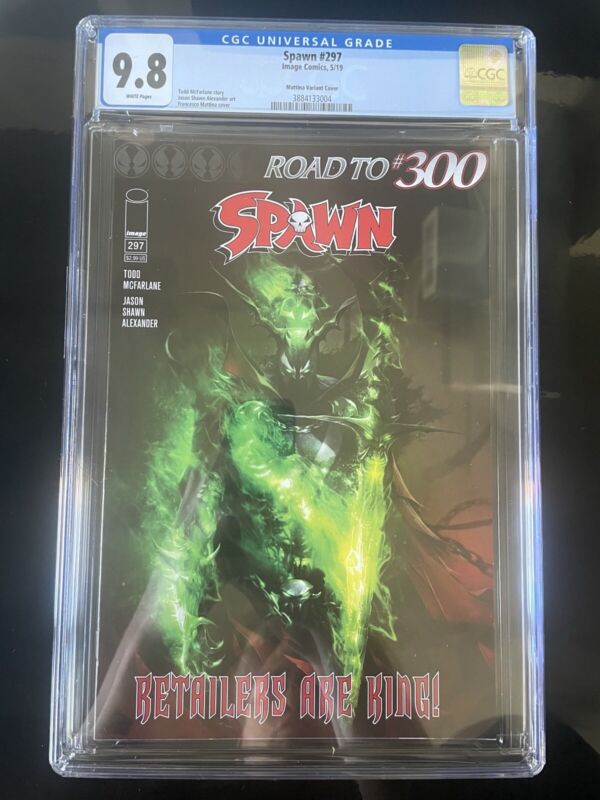 CGC UNIVERSAL GRADE
9.8
WHITE Pages
Spawn #297
Image Comics, 5/19
Mattina Variant Cover
Todd McFarlane story
Jason Shawn Alexander art
Francesco Mattina cover
3884133004
CGC
ROAD TO #300
SPAWN
image
297
$2.99 US
TODD
MCFARLANE
JASON
SHAWN
ALEXANDER
RETAILERS ARE KING!